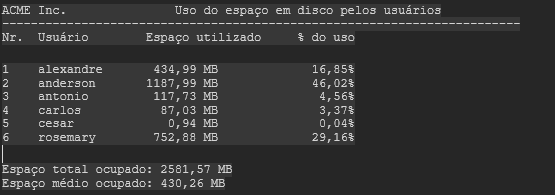 ACME Inc. Uso do espaço em disco pelos usuários
------------------------------------------------------------------------
Nr. Usuário Espaço utilizado % do uso
1 alexandre 434,99 MB 16,85%
2 anderson 1187,99 MB 46,02%
3 antonio 117,73 MB 4,56%
4 carlos 87,03 MB 3,37%
5 cesar 0,94 MB 0,04%
6 rosemary 752,88 MB 29,16%
Espaço total ocupado: 2581,57 MB
Espaço médio ocupado: 430,26 MB